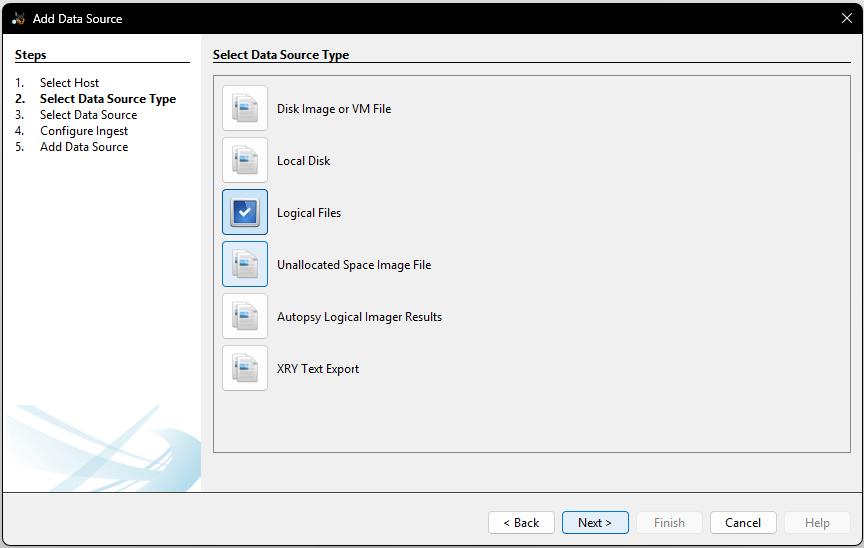 Add Data Source
Steps
1. Select Host
2. Select Data Source Type
3. Select Data Source
4. Configure Ingest
5. Add Data Source
Select Data Source Type
Disk Image or VM File
Local Disk
Logical Files
Unallocated Space Image File
Autopsy Logical Imager Results
XRY Text Export
< Back Next > Finish Cancel Help